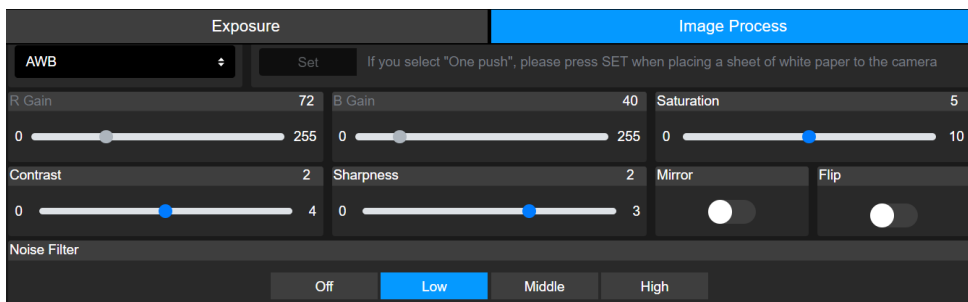 Exposure
Image Process
AWB
Set
If you select "One push", please press SET when placing a sheet of white paper to the camera
R Gain 72
B Gain 40
Saturation 5
0 255
0 255
0 10
Contrast 2
Sharpness 2
Mirror
Flip
0 4
0 3
Noise Filter
Off
Low
Middle
High